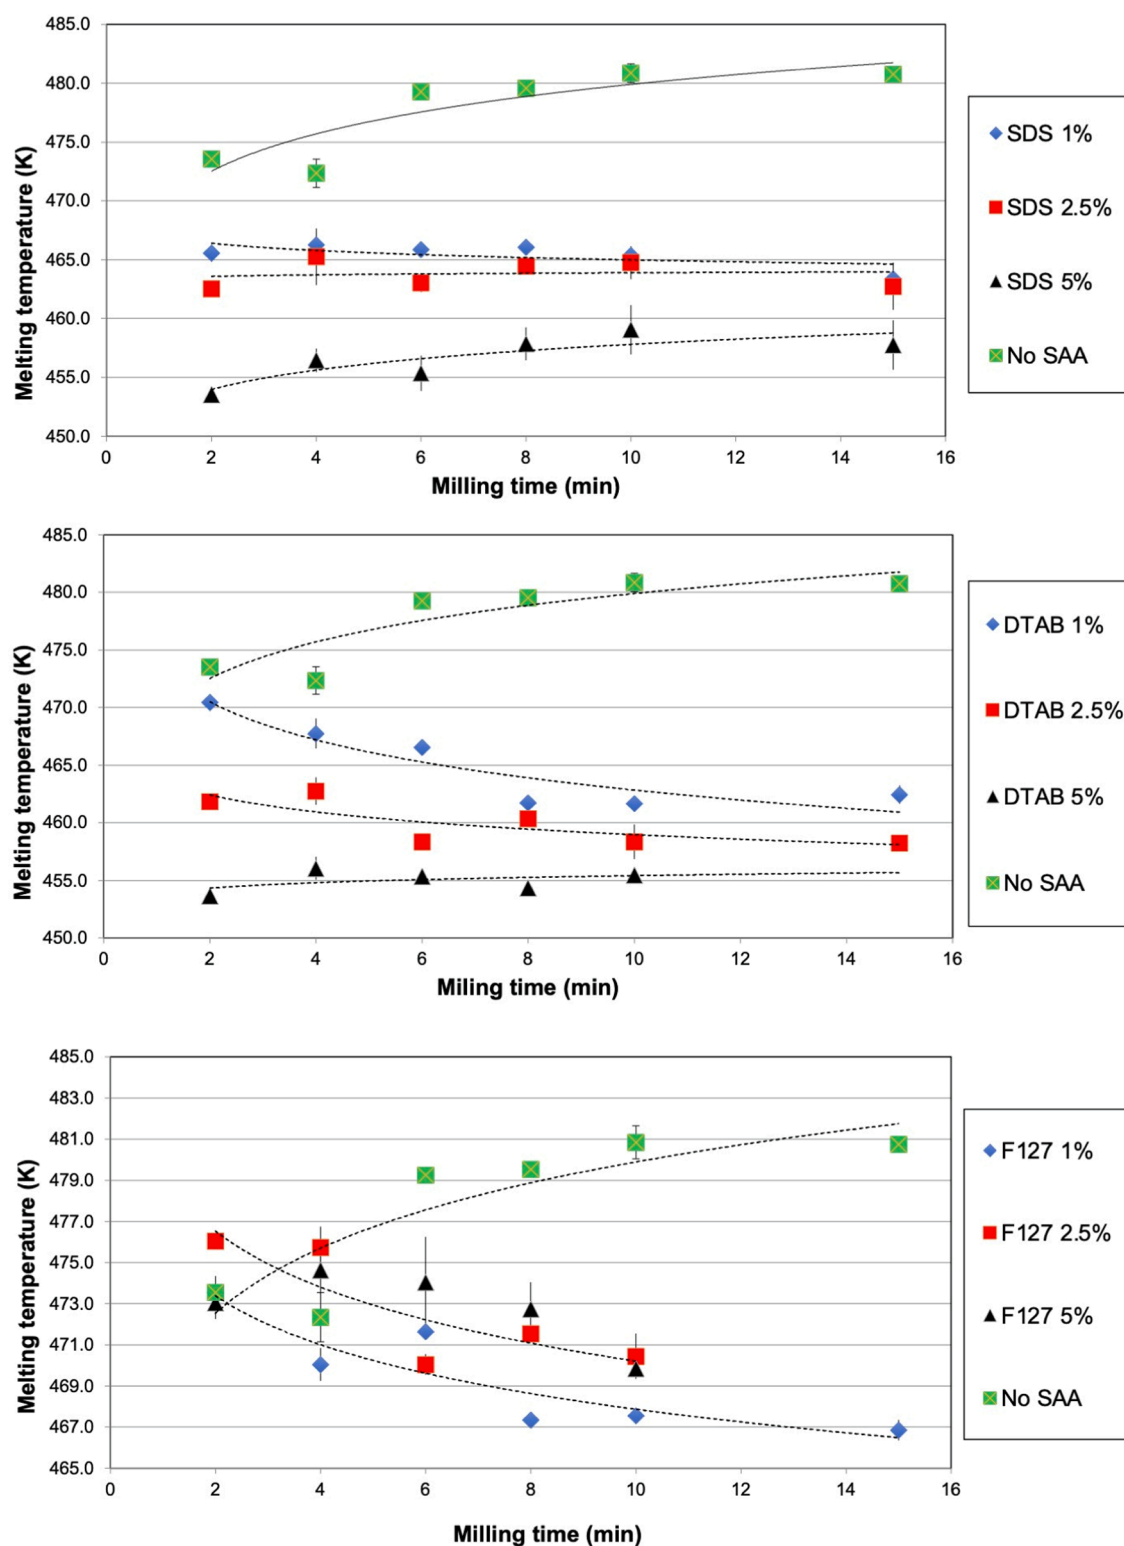 485.0
480.0
475.0
470.0
465.0
460.0
455.0
450.0
Melting temperature (K)
0 2 4 6 8 10 12 14 16
Milling time (min)
SDS 1%
SDS 2.5%
SDS 5%
No SAA
485.0
480.0
475.0
470.0
465.0
460.0
455.0
450.0
Melting temperature (K)
0 2 4 6 8 10 12 14 16
Miling time (min)
DTAB 1%
DTAB 2.5%
DTAB 5%
No SAA
485.0
483.0
481.0
479.0
477.0
475.0
473.0
471.0
469.0
467.0
465.0
Melting temperature (K)
0 2 4 6 8 10 12 14 16
Milling time (min)
F127 1%
F127 2.5%
F127 5%
No SAA